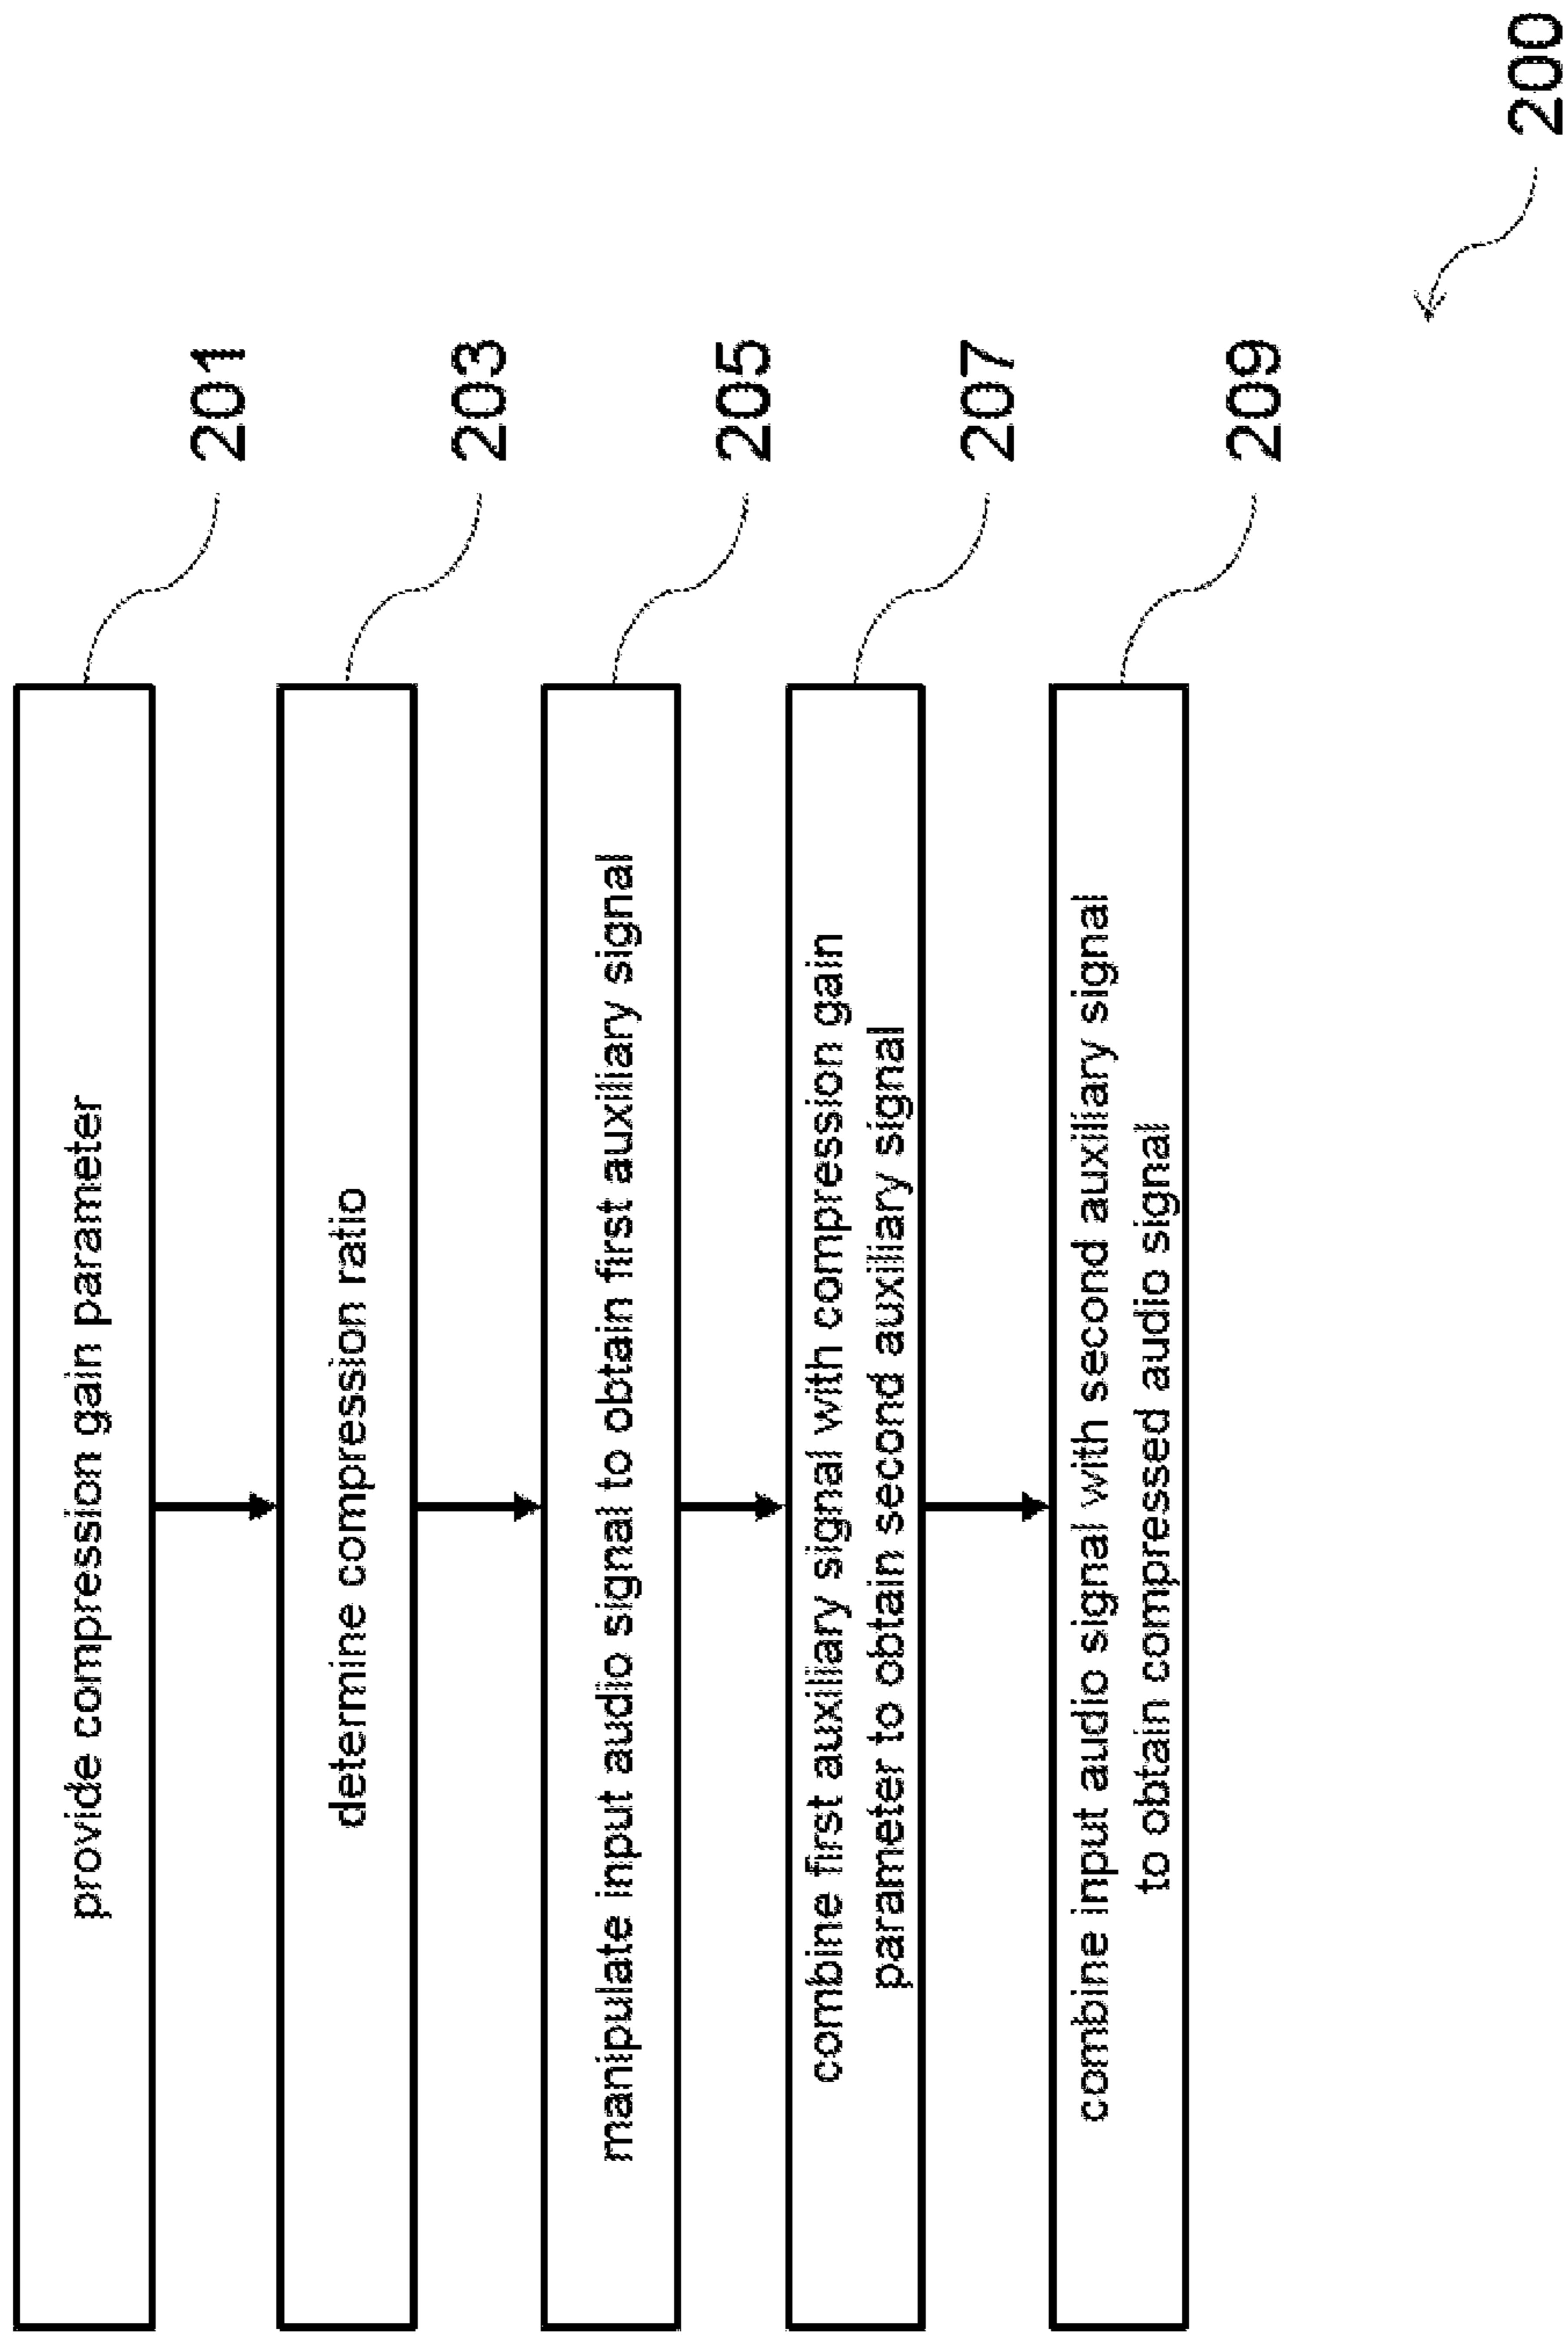 provide compression gain parameter
201
determine compression ratio
203
manipulate input audio signal to obtain first auxiliary signal
205
combine first auxiliary signal with compression gain
parameter to obtain second auxiliary signal
207
combine input audio signal with second auxiliary signal
to obtain compressed audio signal
209
200